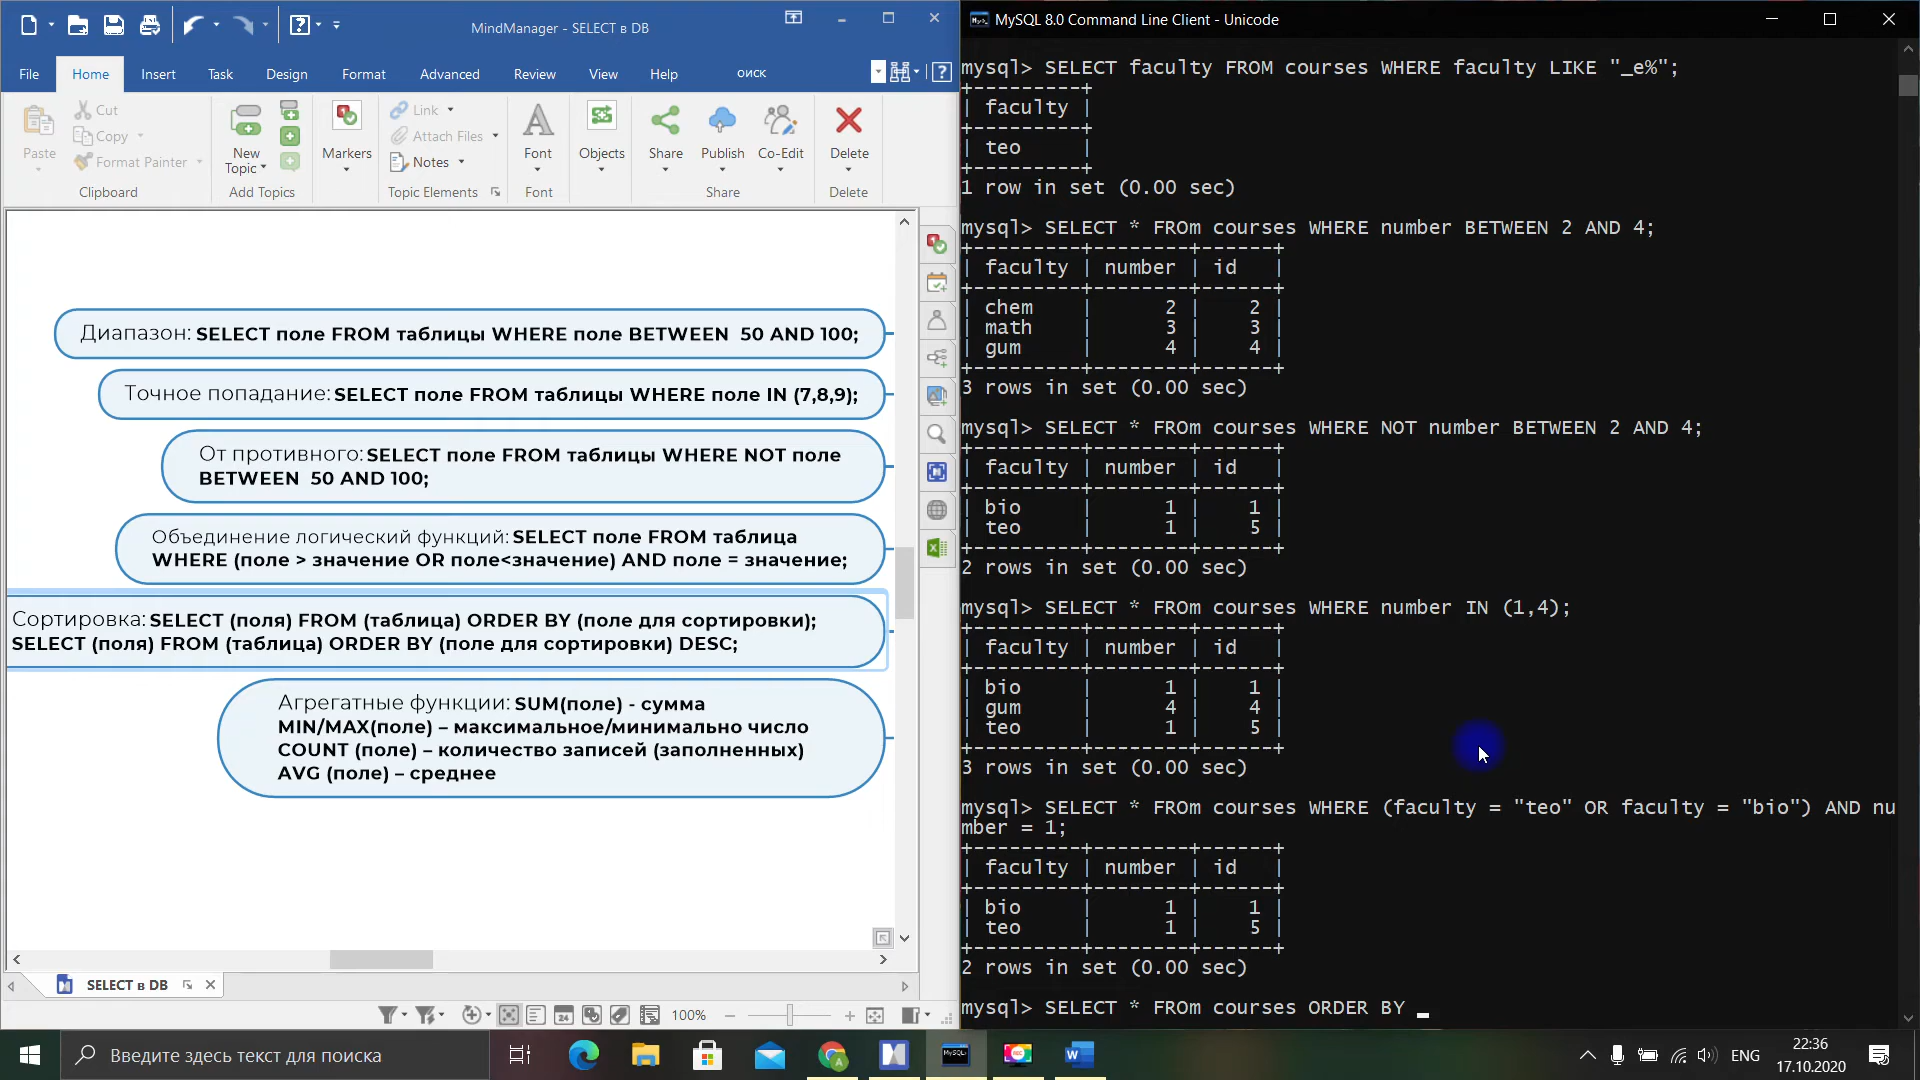 MindManager - SELECT в DB
File Home Insert Task Design Format Advanced Review View Help оиск
Paste
Cut
Copy
Format Painter
Clipboard
New
Topic
Add Topics
Markers
Link
Attach Files
Notes
Topic Elements
Font
Font
Objects
Share
Publish
Co-Edit
Share
Delete
Delete
Диапазон: SELECT поле FROM таблицы WHERE поле BETWEEN 50 AND 100;
Точное попадание: SELECT поле FROM таблицы WHERE поле IN (7,8,9);
От противного: SELECT поле FROM таблицы WHERE NOT поле
BETWEEN 50 AND 100;
Объединение логический функций: SELECT поле FROM таблица
WHERE (поле > значение OR поле<значение) AND поле = значение;
Сортировка: SELECT (поля) FROM (таблица) ORDER BY (поле для сортировки);
SELECT (поля) FROM (таблица) ORDER BY (поле для сортировки) DESC;
Агрегатные функции: SUM(поле) - сумма
MIN/MAX(поле) – максимальное/минимально число
COUNT (поле) – количество записей (заполненных)
AVG (поле) – среднее
SELECT в DB
100%
MySQL 8.0 Command Line Client - Unicode
mysql> SELECT faculty FROM courses WHERE faculty LIKE "_e%";
+---------+
| faculty |
+---------+
| teo     |
+---------+
1 row in set (0.00 sec)
mysql> SELECT * FROm courses WHERE number BETWEEN 2 AND 4;
+---------+--------+------+
| faculty | number | id   |
+---------+--------+------+
| chem    |      2 |    2 |
| math    |      3 |    3 |
| gum     |      4 |    4 |
+---------+--------+------+
3 rows in set (0.00 sec)
mysql> SELECT * FROm courses WHERE NOT number BETWEEN 2 AND 4;
+---------+--------+------+
| faculty | number | id   |
+---------+--------+------+
| bio     |      1 |    1 |
| teo     |      1 |    5 |
+---------+--------+------+
2 rows in set (0.00 sec)
mysql> SELECT * FROm courses WHERE number IN (1,4);
+---------+--------+------+
| faculty | number | id   |
+---------+--------+------+
| bio     |      1 |    1 |
| gum     |      4 |    4 |
| teo     |      1 |    5 |
+---------+--------+------+
3 rows in set (0.00 sec)
mysql> SELECT * FROm courses WHERE (faculty = "teo" OR faculty = "bio") AND nu
mber = 1;
+---------+--------+------+
| faculty | number | id   |
+---------+--------+------+
| bio     |      1 |    1 |
| teo     |      1 |    5 |
+---------+--------+------+
2 rows in set (0.00 sec)
mysql> SELECT * FROm courses ORDER BY _
Введите здесь текст для поиска
ENG
22:36
17.10.2020